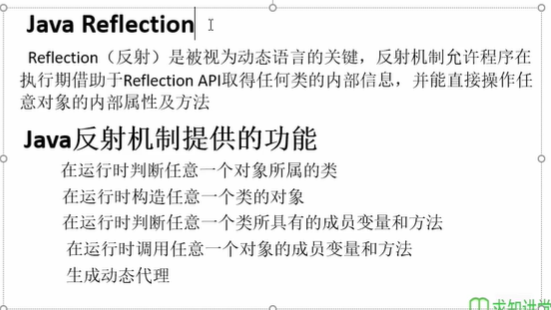 Java Reflection
Reflection（反射）是被视为动态语言的关键，反射机制允许程序在
执行期借助于Reflection API取得任何类的内部信息，并能直接操作任
意对象的内部属性及方法
Java反射机制提供的功能
在运行时判断任意一个对象所属的类
在运行时构造任意一个类的对象
在运行时判断任意一个类所具有的成员变量和方法
在运行时调用任意一个对象的成员变量和方法
生成动态代理
求知讲堂